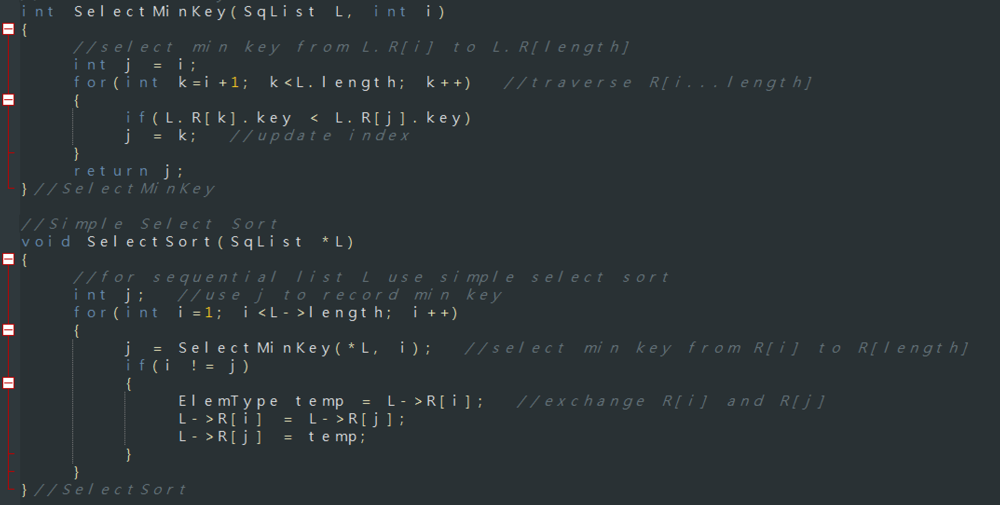 int SelectMinKey(SqList L, int i)
{
//select min key from L.R[i] to L.R[length]
int j = i;
for(int k=i+1; k<L.length; k++) //traverse R[i...length]
{
if(L.R[k].key < L.R[j].key)
j = k; //update index
}
return j;
}//SelectMinKey
//Simple Select Sort
void SelectSort(SqList *L)
{
//for sequential list L use simple select sort
int j; //use j to record min key
for(int i=1; i<L->length; i++)
{
j = SelectMinKey(*L, i); //select min key from R[i] to R[length]
if(i != j)
{
ElemType temp = L->R[i]; //exchange R[i] and R[j]
L->R[i] = L->R[j];
L->R[j] = temp;
}
}
}//SelectSort